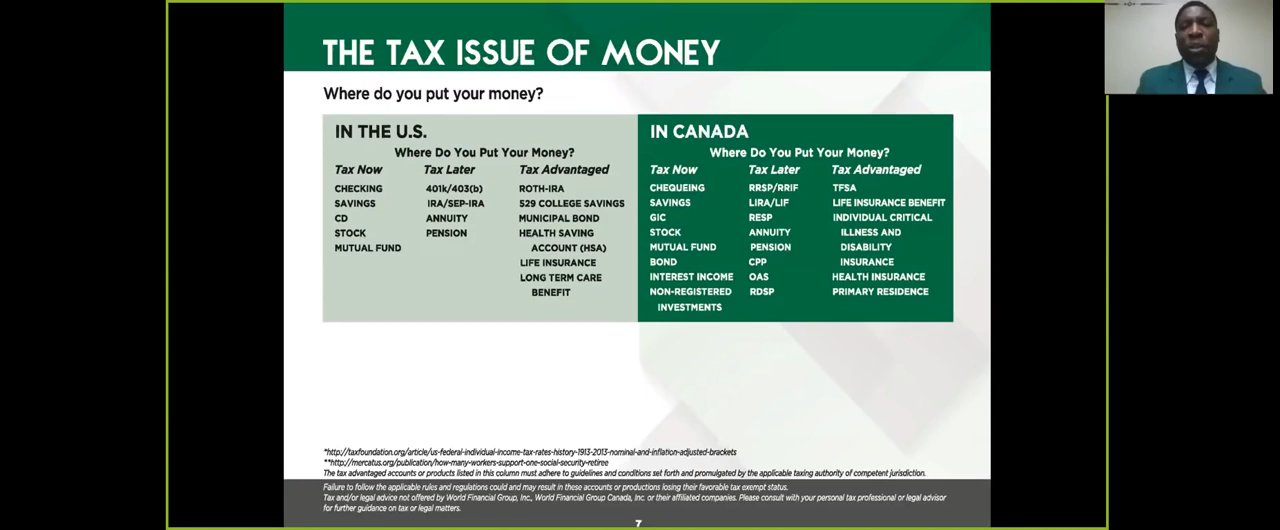 THE TAX ISSUE OF MONEY
Where do you put your money?
IN THE U.S.
Where Do You Put Your Money?
Tax Now
CHECKING
SAVINGS
CD
STOCK
MUTUAL FUND
Tax Later
401k/403(b)
IRA/SEP-IRA
ANNUITY
PENSION
Tax Advantaged
ROTH-IRA
529 COLLEGE SAVINGS
MUNICIPAL BOND
HEALTH SAVING
ACCOUNT (HSA)
LIFE INSURANCE
LONG TERM CARE
BENEFIT
IN CANADA
Where Do You Put Your Money?
Tax Now
CHEQUEING
SAVINGS
GIC
STOCK
MUTUAL FUND
BOND
INTEREST INCOME
NON-REGISTERED
INVESTMENTS
Tax Later
RRSP/RRIF
LIRA/LIF
RESP
ANNUITY
PENSION
CPP
OAS
RDSP
Tax Advantaged
TFSA
LIFE INSURANCE BENEFIT
INDIVIDUAL CRITICAL
ILLNESS AND
DISABILITY
INSURANCE
HEALTH INSURANCE
PRIMARY RESIDENCE
*http://taxfoundation.org/article/us-federal-individual-income-tax-rates-history-1913-2013-nominal-and-inflation-adjusted-brackets
**http://mercatus.org/publication/how-many-workers-support-one-social-security-retiree
The tax advantaged accounts or products listed in this column must adhere to guidelines and conditions set forth and promulgated by the applicable taxing authority of competent jurisdiction.
Failure to follow the applicable rules and regulations could and may result in these accounts or productions losing their favorable tax exempt status.
Tax and/or legal advice not offered by World Financial Group, Inc., World Financial Group Canada, Inc. or their affiliated companies. Please consult with your personal tax professional or legal advisor
for further guidance on tax or legal matters.
7